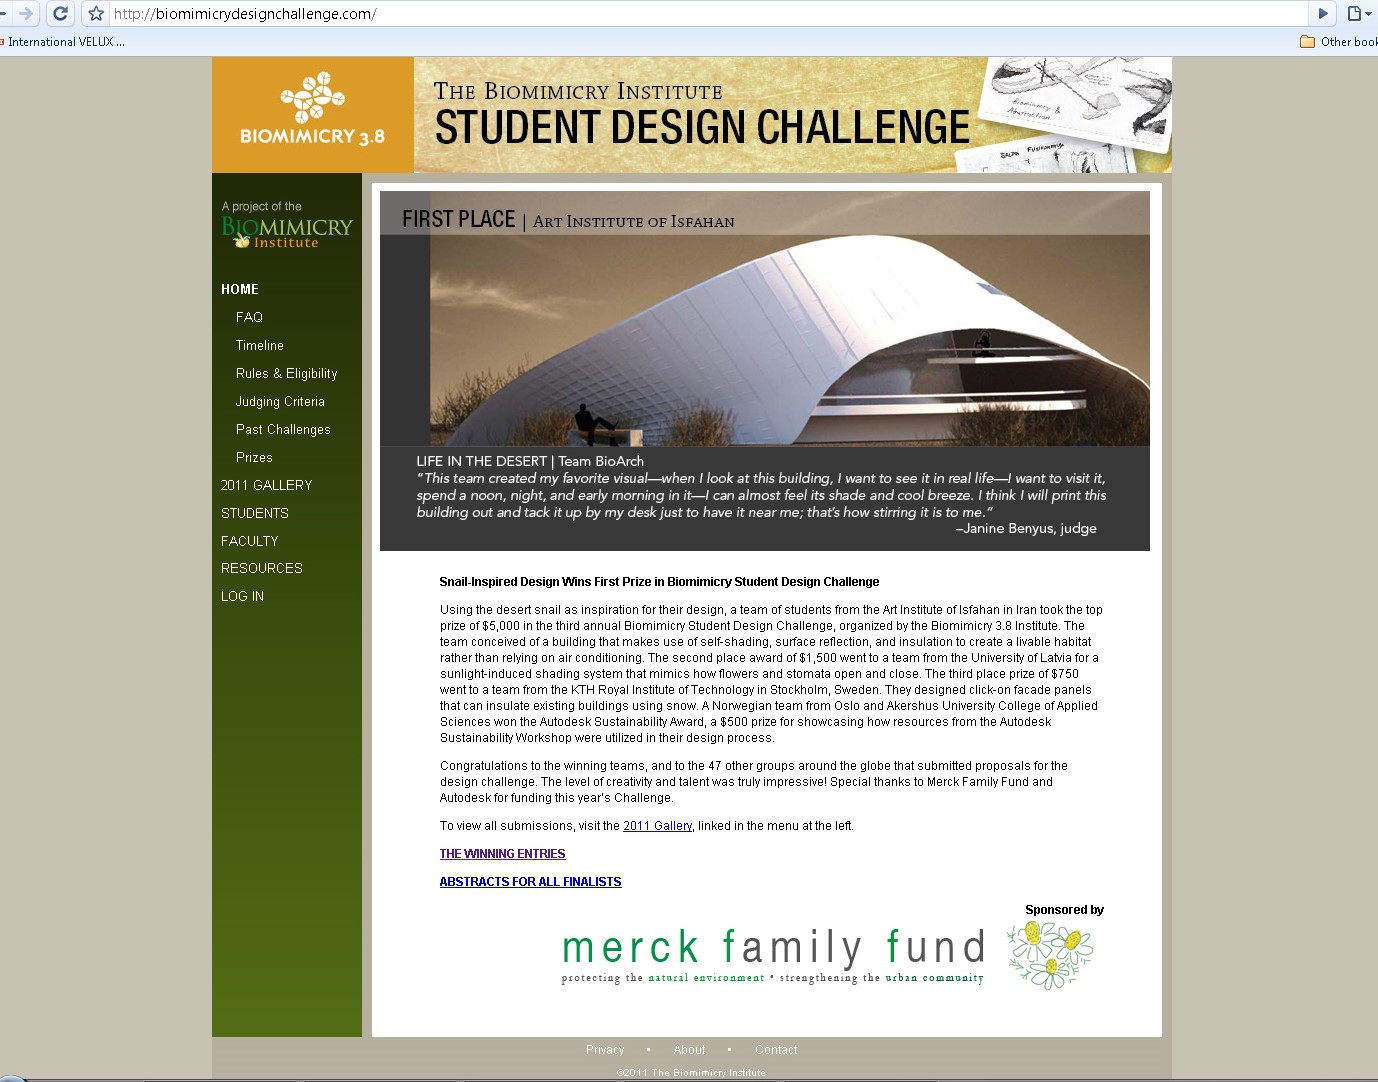 http://biomimicrydesignchallenge.com/
International VELUX ...
Other book
BIOMIMICRY 3.8
THE BIOMIMICRY INSTITUTE
STUDENT DESIGN CHALLENGE
Biomimicry &
Abstraction
A project of the
BIOMIMICRY
Institute
HOME
FAQ
Timeline
Rules & Eligibility
Judging Criteria
Past Challenges
Prizes
2011 GALLERY
STUDENTS
FACULTY
RESOURCES
LOG IN
FIRST PLACE | ART INSTITUTE OF ISFAHAN
LIFE IN THE DESERT | Team BioArch
"This team created my favorite visual—when I look at this building, I want to see it in real life—I want to visit it,
spend a noon, night, and early morning in it—I can almost feel its shade and cool breeze. I think I will print this
building out and tack it up by my desk just to have it near me; that's how stirring it is to me."
–Janine Benyus, judge
Snail-Inspired Design Wins First Prize in Biomimicry Student Design Challenge
Using the desert snail as inspiration for their design, a team of students from the Art Institute of Isfahan in Iran took the top
prize of $5,000 in the third annual Biomimicry Student Design Challenge, organized by the Biomimicry 3.8 Institute. The
team conceived of a building that makes use of self-shading, surface reflection, and insulation to create a livable habitat
rather than relying on air conditioning. The second place award of $1,500 went to a team from the University of Latvia for a
sunlight-induced shading system that mimics how flowers and stomata open and close. The third place prize of $750
went to a team from the KTH Royal Institute of Technology in Stockholm, Sweden. They designed click-on facade panels
that can insulate existing buildings using snow. A Norwegian team from Oslo and Akershus University College of Applied
Sciences won the Autodesk Sustainability Award, a $500 prize for showcasing how resources from the Autodesk
Sustainability Workshop were utilized in their design process.
Congratulations to the winning teams, and to the 47 other groups around the globe that submitted proposals for the
design challenge. The level of creativity and talent was truly impressive! Special thanks to Merck Family Fund and
Autodesk for funding this year's Challenge.
To view all submissions, visit the 2011 Gallery, linked in the menu at the left.
THE WINNING ENTRIES
ABSTRACTS FOR ALL FINALISTS
Sponsored by
merck family fund
protecting the natural environment • strengthening the urban community
Privacy • About • Contact
©2011 The Biomimicry Institute